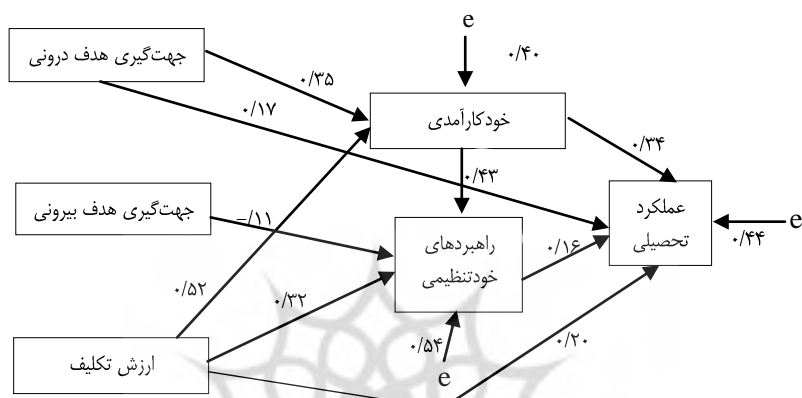 e
۰/۴۰
جهت‌گیری هدف درونی
۰/۳۵
۰/۱۷
خودکارآمدی
۰/۳۴
۰/۴۳
جهت‌گیری هدف بیرونی
-۰/۱۱
عملکرد
تحصیلی
e
۰/۴۴
راهبردهای
خودتنظیمی
۰/۱۶
۰/۵۲
۰/۳۲
۰/۵۴
۰/۲۰
ارزش تکلیف
e